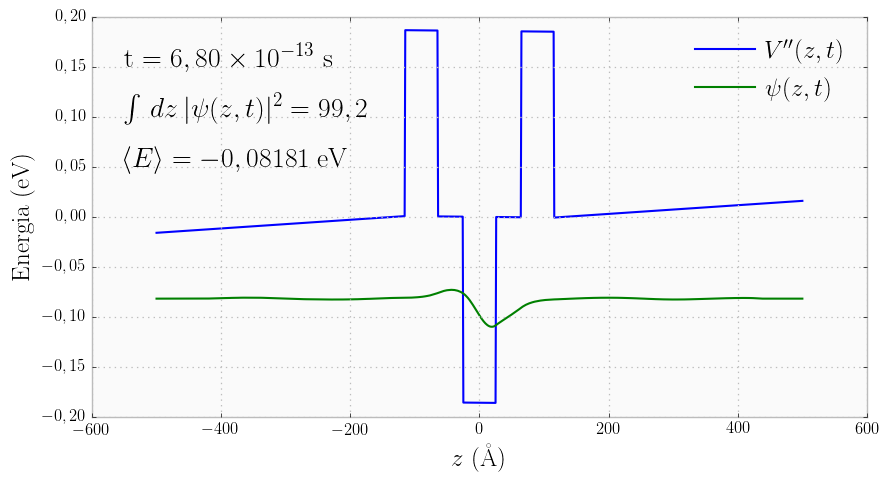 0,20
0,15
0,10
0,05
0,00
−0,05
−0,10
−0,15
−0,20
Energia (eV)
t = 6,80 × 10⁻¹³ s
∫ dz |ψ(z,t)|² = 99,2
⟨E⟩ = −0,08181 eV
V″(z,t)
ψ(z,t)
−600 −400 −200 0 200 400 600
z (Å)